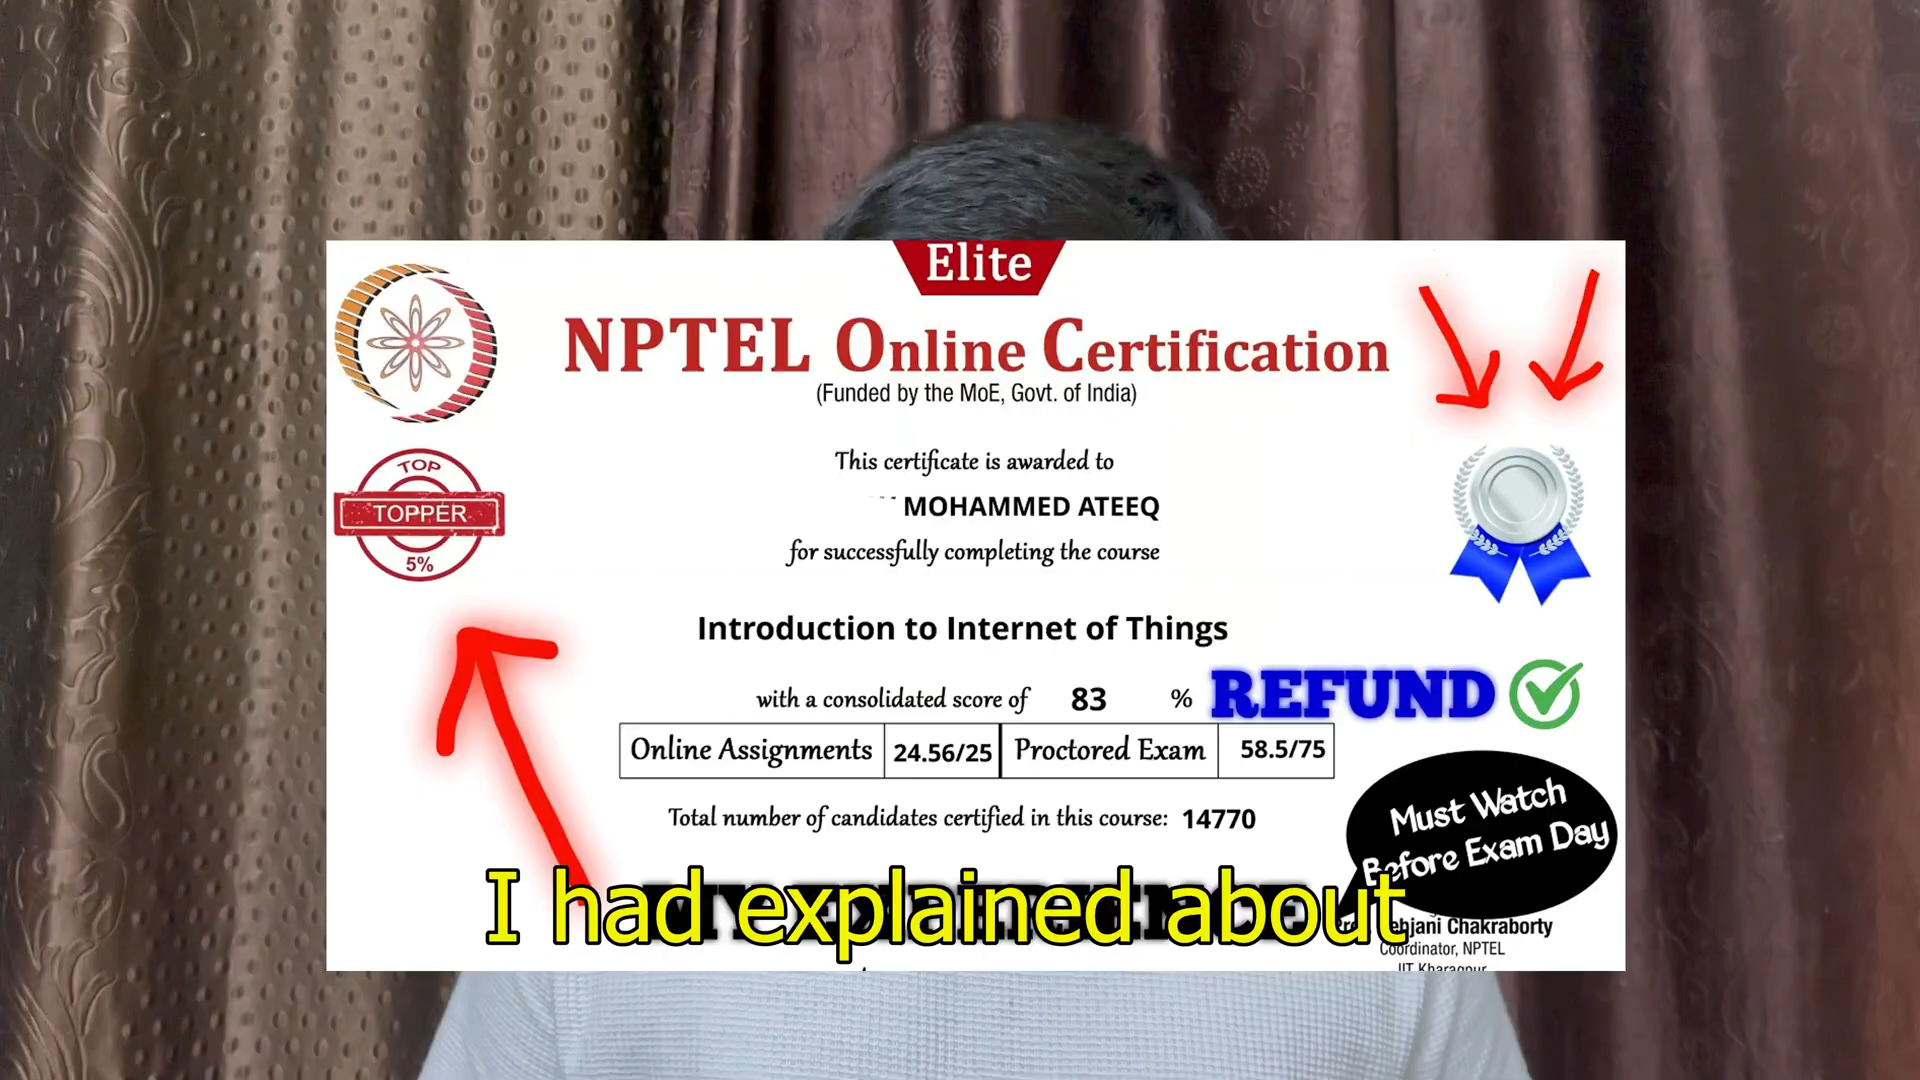 Elite
NPTEL Online Certification
(Funded by the MoE, Govt. of India)
This certificate is awarded to
MOHAMMED ATEEQ
for successfully completing the course
TOP
TOPPER
5%
Introduction to Internet of Things
with a consolidated score of 83 %
REFUND
Online Assignments 24.56/25 Proctored Exam 58.5/75
Total number of candidates certified in this course: 14770
Must Watch
Before Exam Day
I had explained about
Chakraborty
Coordinator, NPTEL
IIT Kharagpur